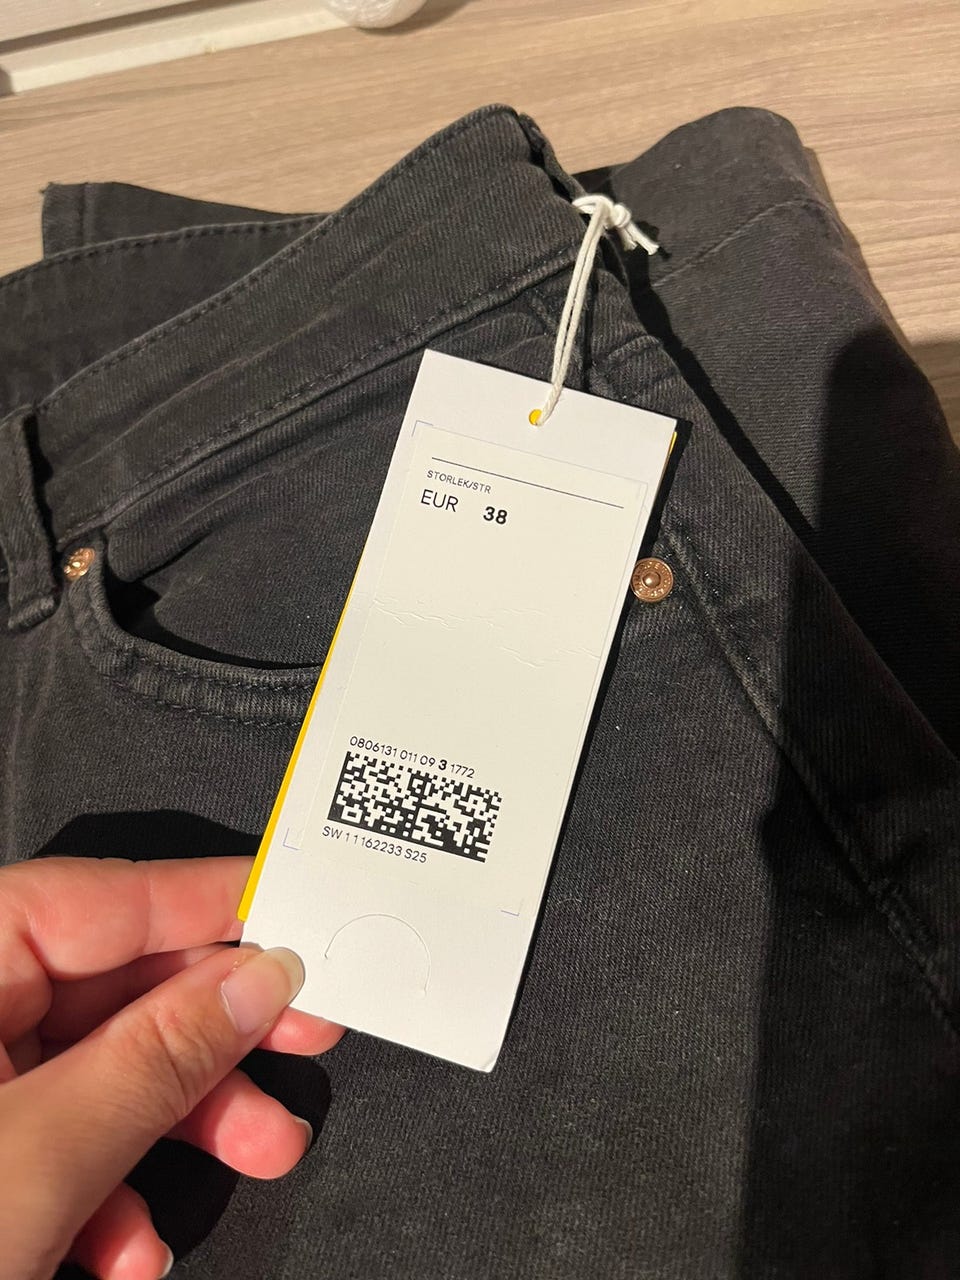 STORLEK/STR
EUR 38
0806131 011 09 3 1772
SW 1 1 162233 S25